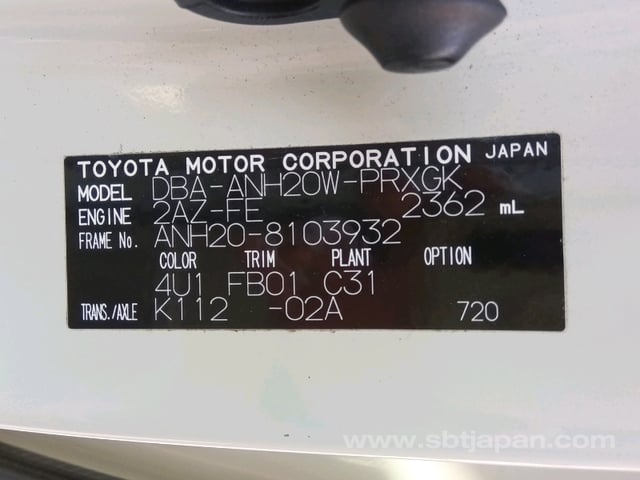 TOYOTA MOTOR CORPORATION JAPAN
MODEL DBA-ANH20W-PRXGK
ENGINE 2AZ-FE 2362 mL
FRAME No. ANH20-8103932
COLOR TRIM PLANT OPTION
4U1 FB01 C31
TRANS./AXLE K112 -02A 720
www.sbtjapan.com